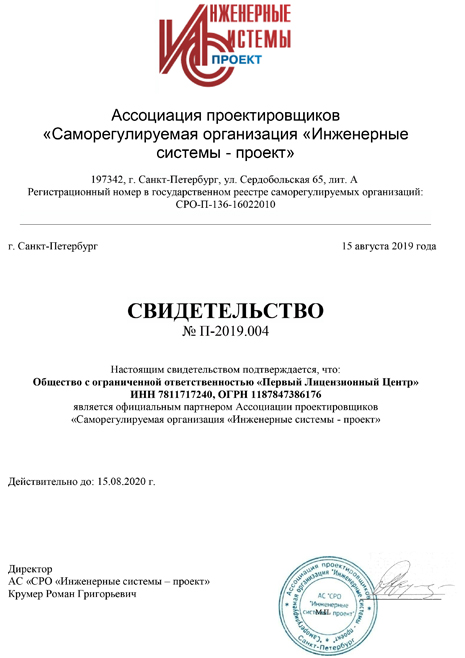 ИНЖЕНЕРНЫЕ
СИСТЕМЫ
ПРОЕКТ
Ассоциация проектировщиков
«Саморегулируемая организация «Инженерные
системы - проект»
197342, г. Санкт-Петербург, ул. Сердобольская 65, лит. А
Регистрационный номер в государственном реестре саморегулируемых организаций:
СРО-П-136-16022010
г. Санкт-Петербург 15 августа 2019 года
СВИДЕТЕЛЬСТВО
№ П-2019.004
Настоящим свидетельством подтверждается, что:
Общество с ограниченной ответственностью «Первый Лицензионный Центр»
ИНН 7811717240, ОГРН 1187847386176
является официальным партнером Ассоциации проектировщиков
«Саморегулируемая организация «Инженерные системы - проект»
Действительно до: 15.08.2020 г.
Директор
АС «СРО «Инженерные системы – проект»
Крумер Роман Григорьевич
Ассоциация проектировщиков
"Саморегулируемая организация "Инженерные системы - проект"
Санкт-Петербург
АС "СРО
"Инженерные
системы- проект"
М.П.